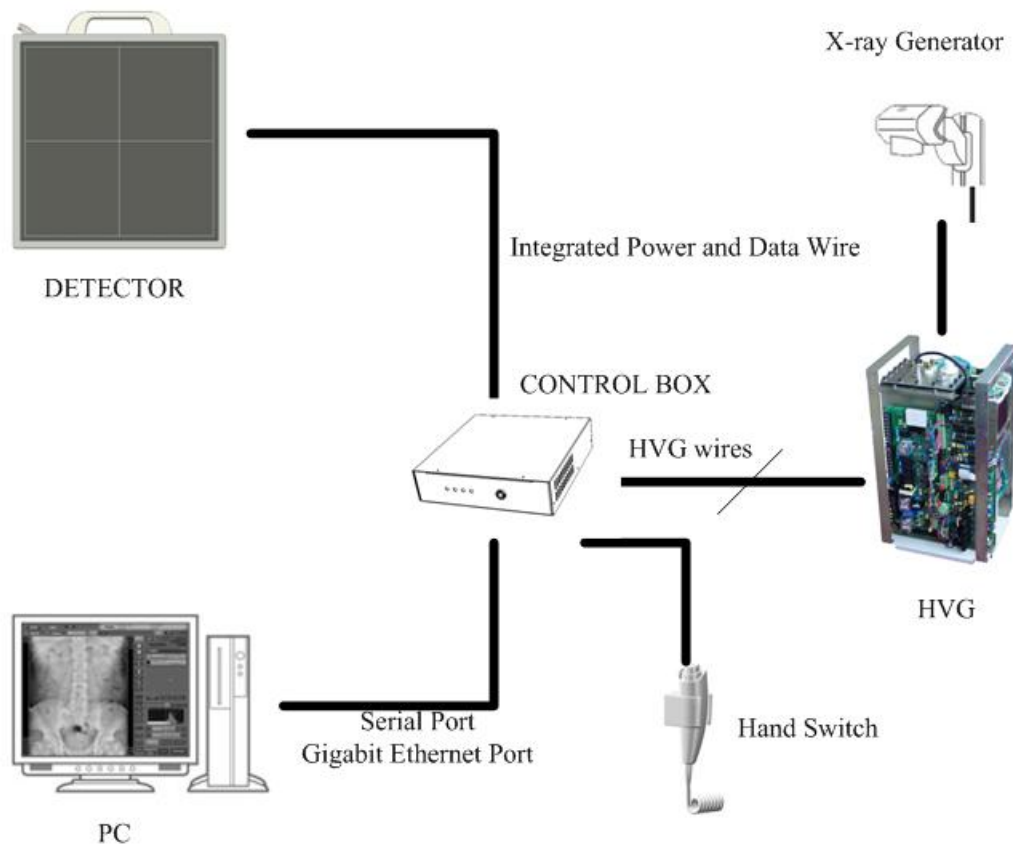 X-ray Generator
Integrated Power and Data Wire
DETECTOR
CONTROL BOX
HVG wires
HVG
Serial Port
Gigabit Ethernet Port
Hand Switch
PC